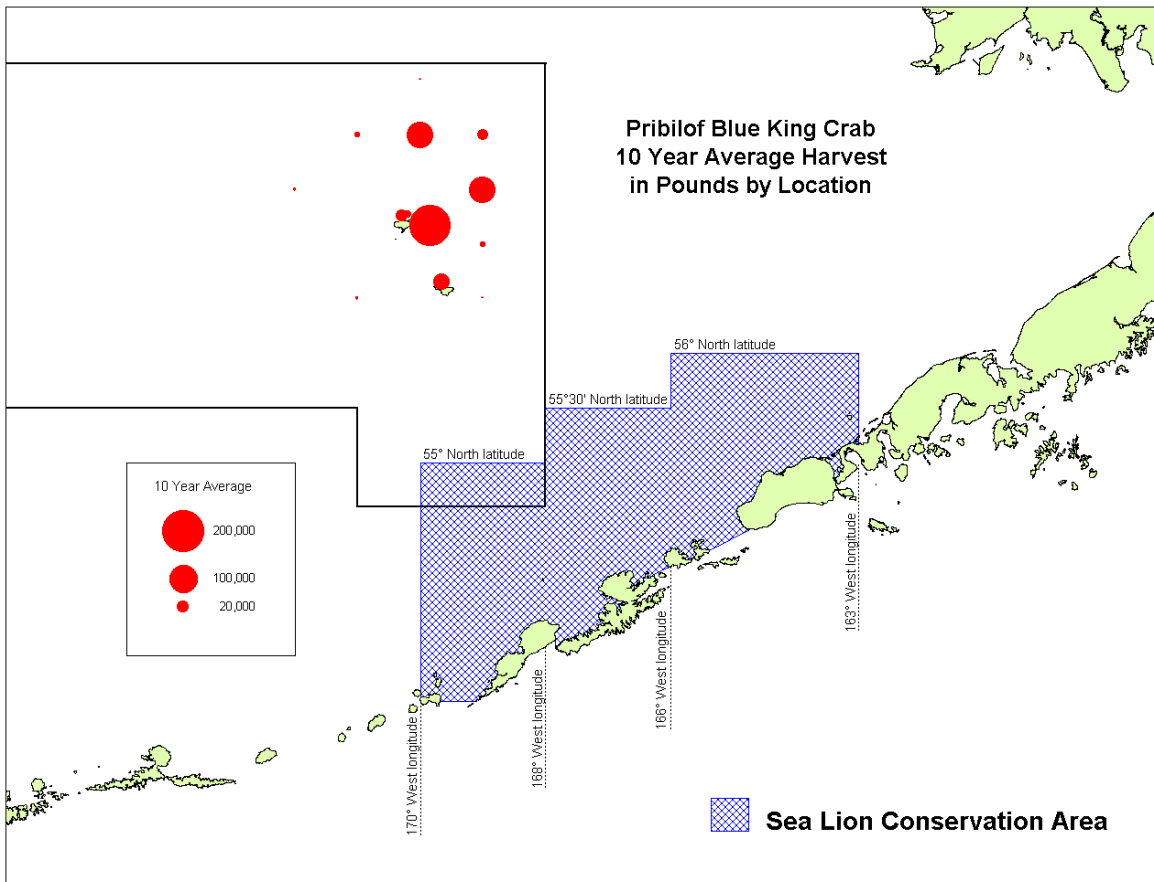 Pribilof Blue King Crab
10 Year Average Harvest
in Pounds by Location
56° North latitude
55°30' North latitude
55° North latitude
10 Year Average
200,000
100,000
20,000
163° West longitude
166° West longitude
168° West longitude
170° West longitude
Sea Lion Conservation Area